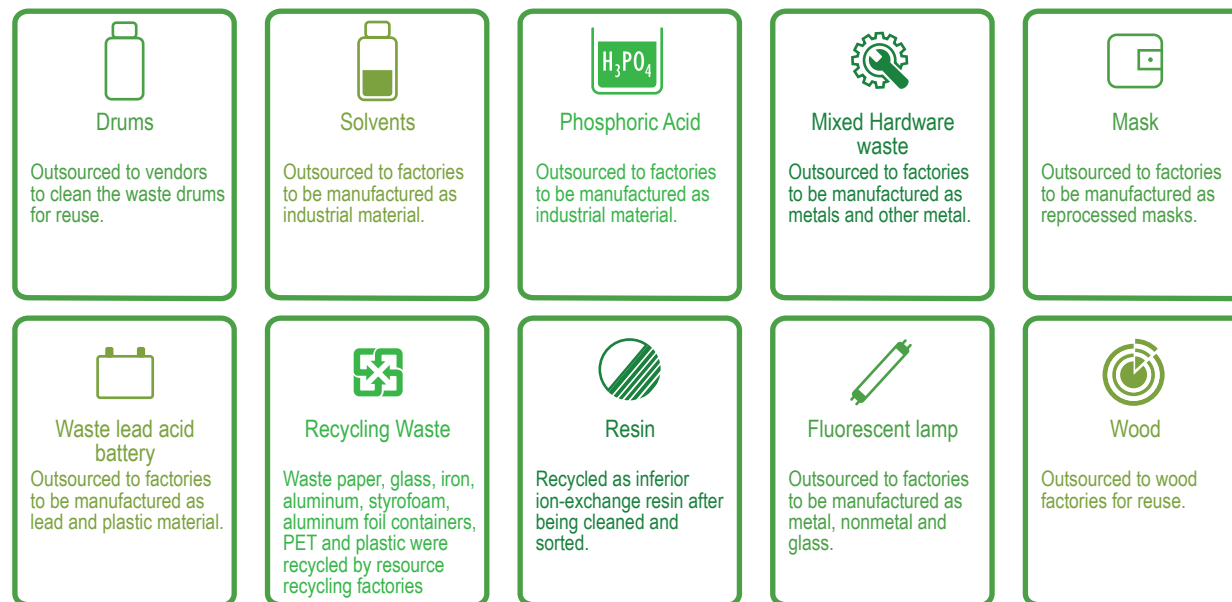 Drums
Outsourced to vendors
to clean the waste drums
for reuse.
Solvents
Outsourced to factories
to be manufactured as
industrial material.
H₃PO₄
Phosphoric Acid
Outsourced to factories
to be manufactured as
industrial material.
Mixed Hardware
waste
Outsourced to factories
to be manufactured as
metals and other metal.
Mask
Outsourced to factories
to be manufactured as
reprocessed masks.
Waste lead acid
battery
Outsourced to factories
to be manufactured as
lead and plastic material.
Recycling Waste
Waste paper, glass, iron,
aluminum, styrofoam,
aluminum foil containers,
PET and plastic were
recycled by resource
recycling factories
Resin
Recycled as inferior
ion-exchange resin after
being cleaned and
sorted.
Fluorescent lamp
Outsourced to factories
to be manufactured as
metal, nonmetal and
glass.
Wood
Outsourced to wood
factories for reuse.